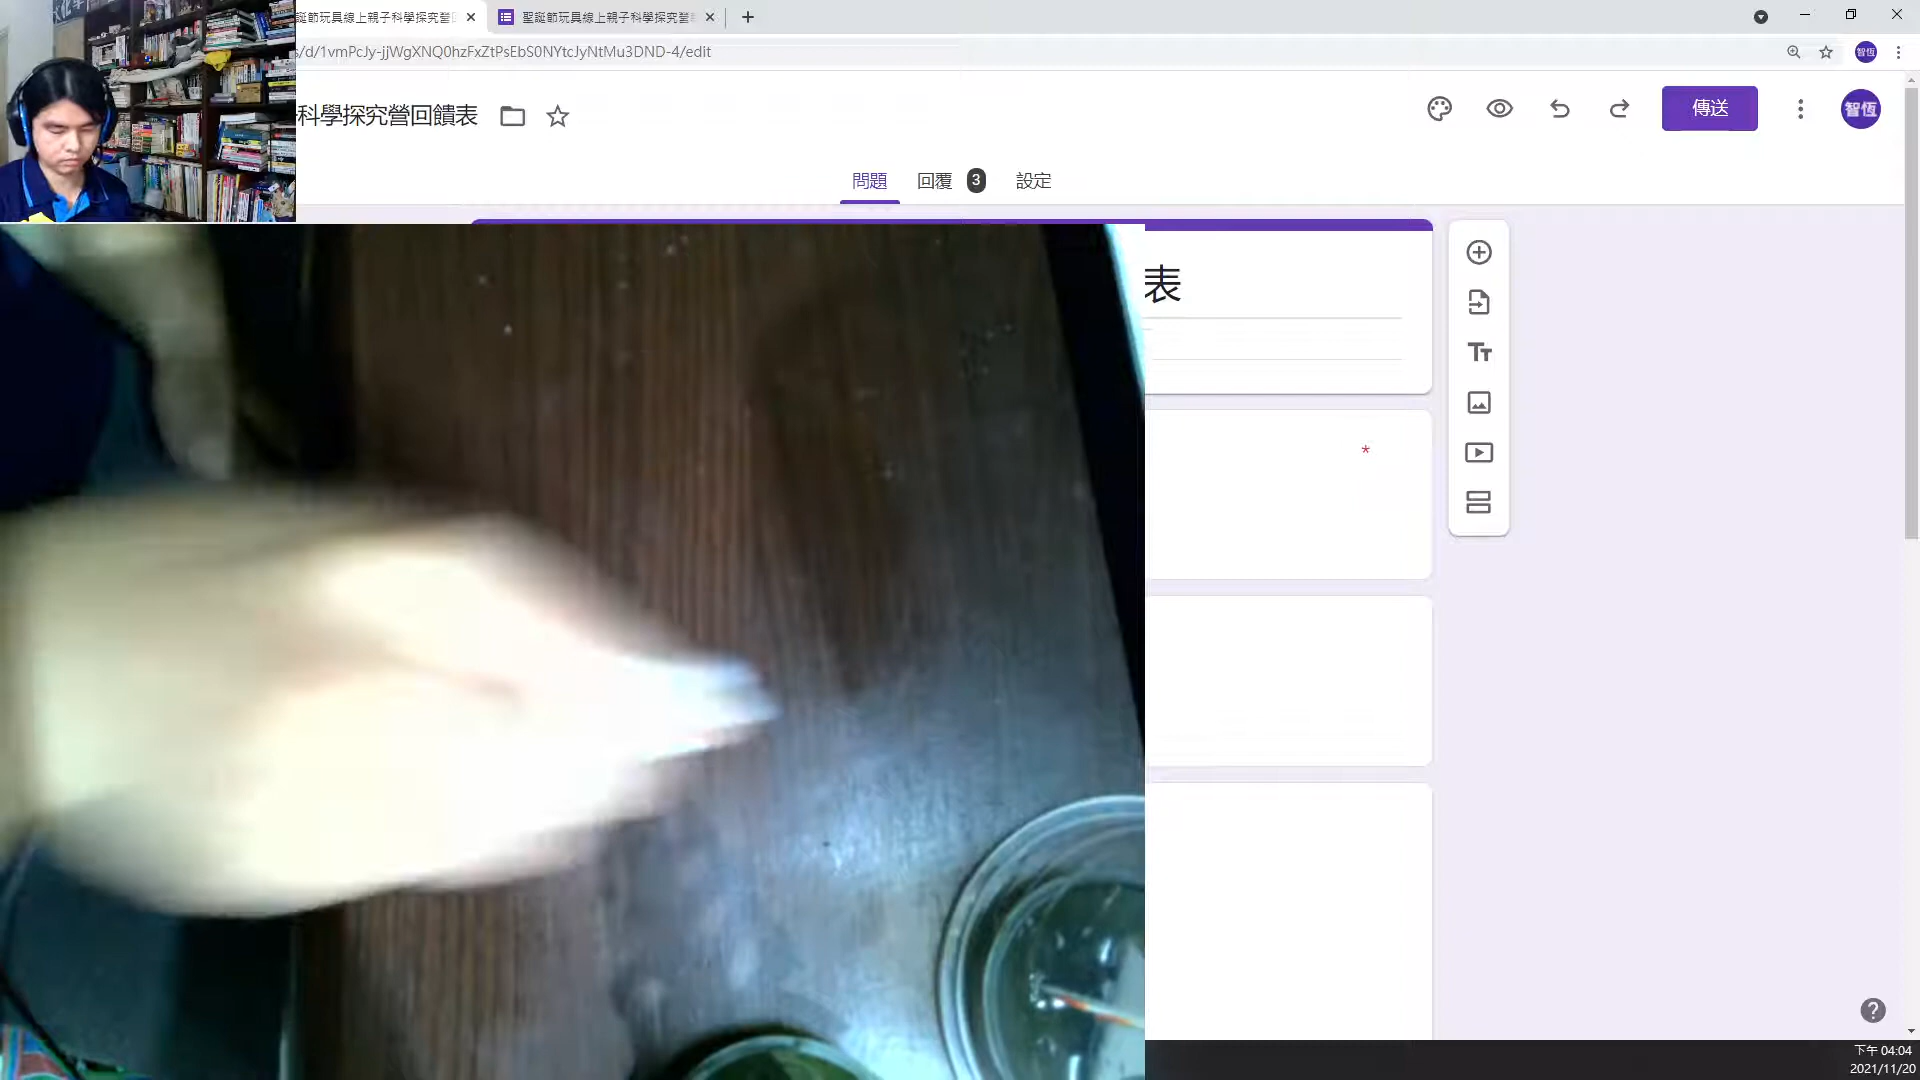 誕節玩具線上親子科學探究營回
聖誕節玩具線上親子科學探究營
s/d/1vmPcJy-jjWgXNQ0hzFxZtPsEbS0NYtcJyNtMu3DND-4/edit
智恆
科學探究營回饋表
傳送
智恆
問題
回覆
3
設定
表
*
Tт
下午 04:04
2021/11/20